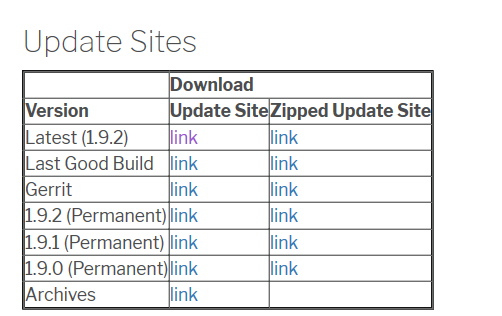 Update Sites
Download
Version Update Site Zipped Update Site
Latest (1.9.2) link link
Last Good Build link link
Gerrit link link
1.9.2 (Permanent) link link
1.9.1 (Permanent) link link
1.9.0 (Permanent) link link
Archives link